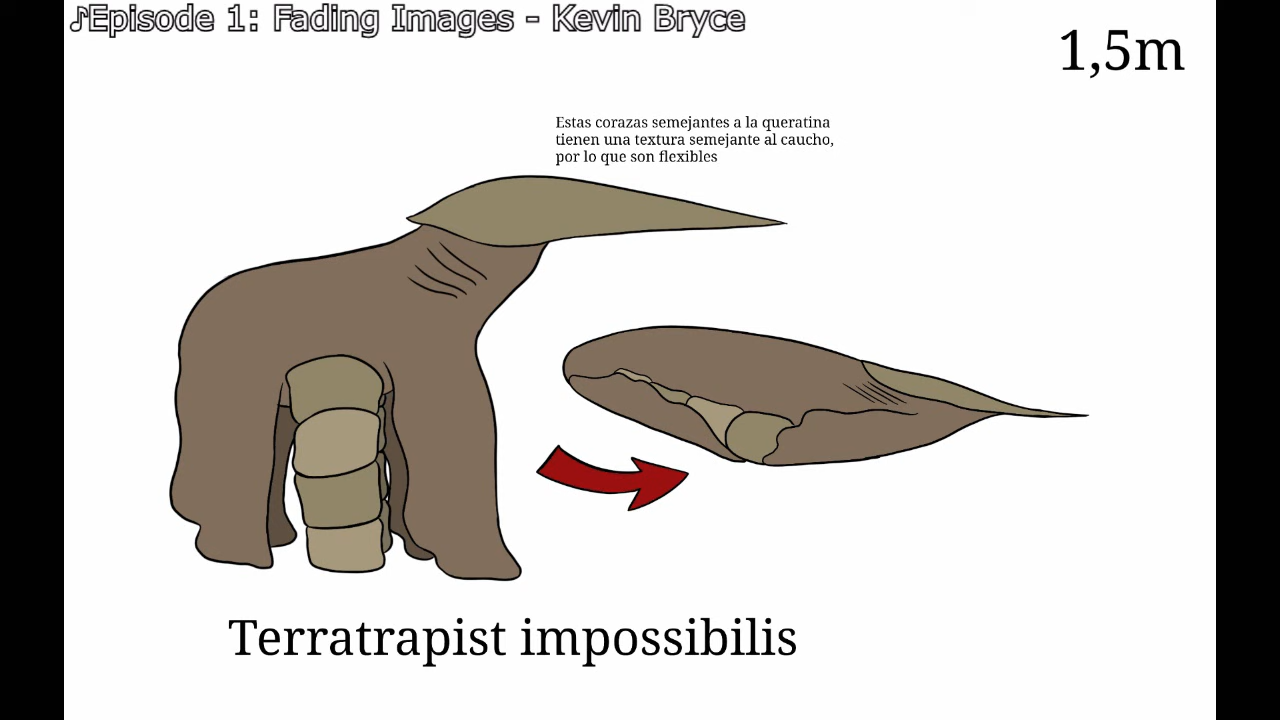 ♪Episode 1: Fading Images - Kevin Bryce
1,5m
Estas corazas semejantes a la queratina
tienen una textura semejante al caucho,
por lo que son flexibles
Terratrapist impossibilis